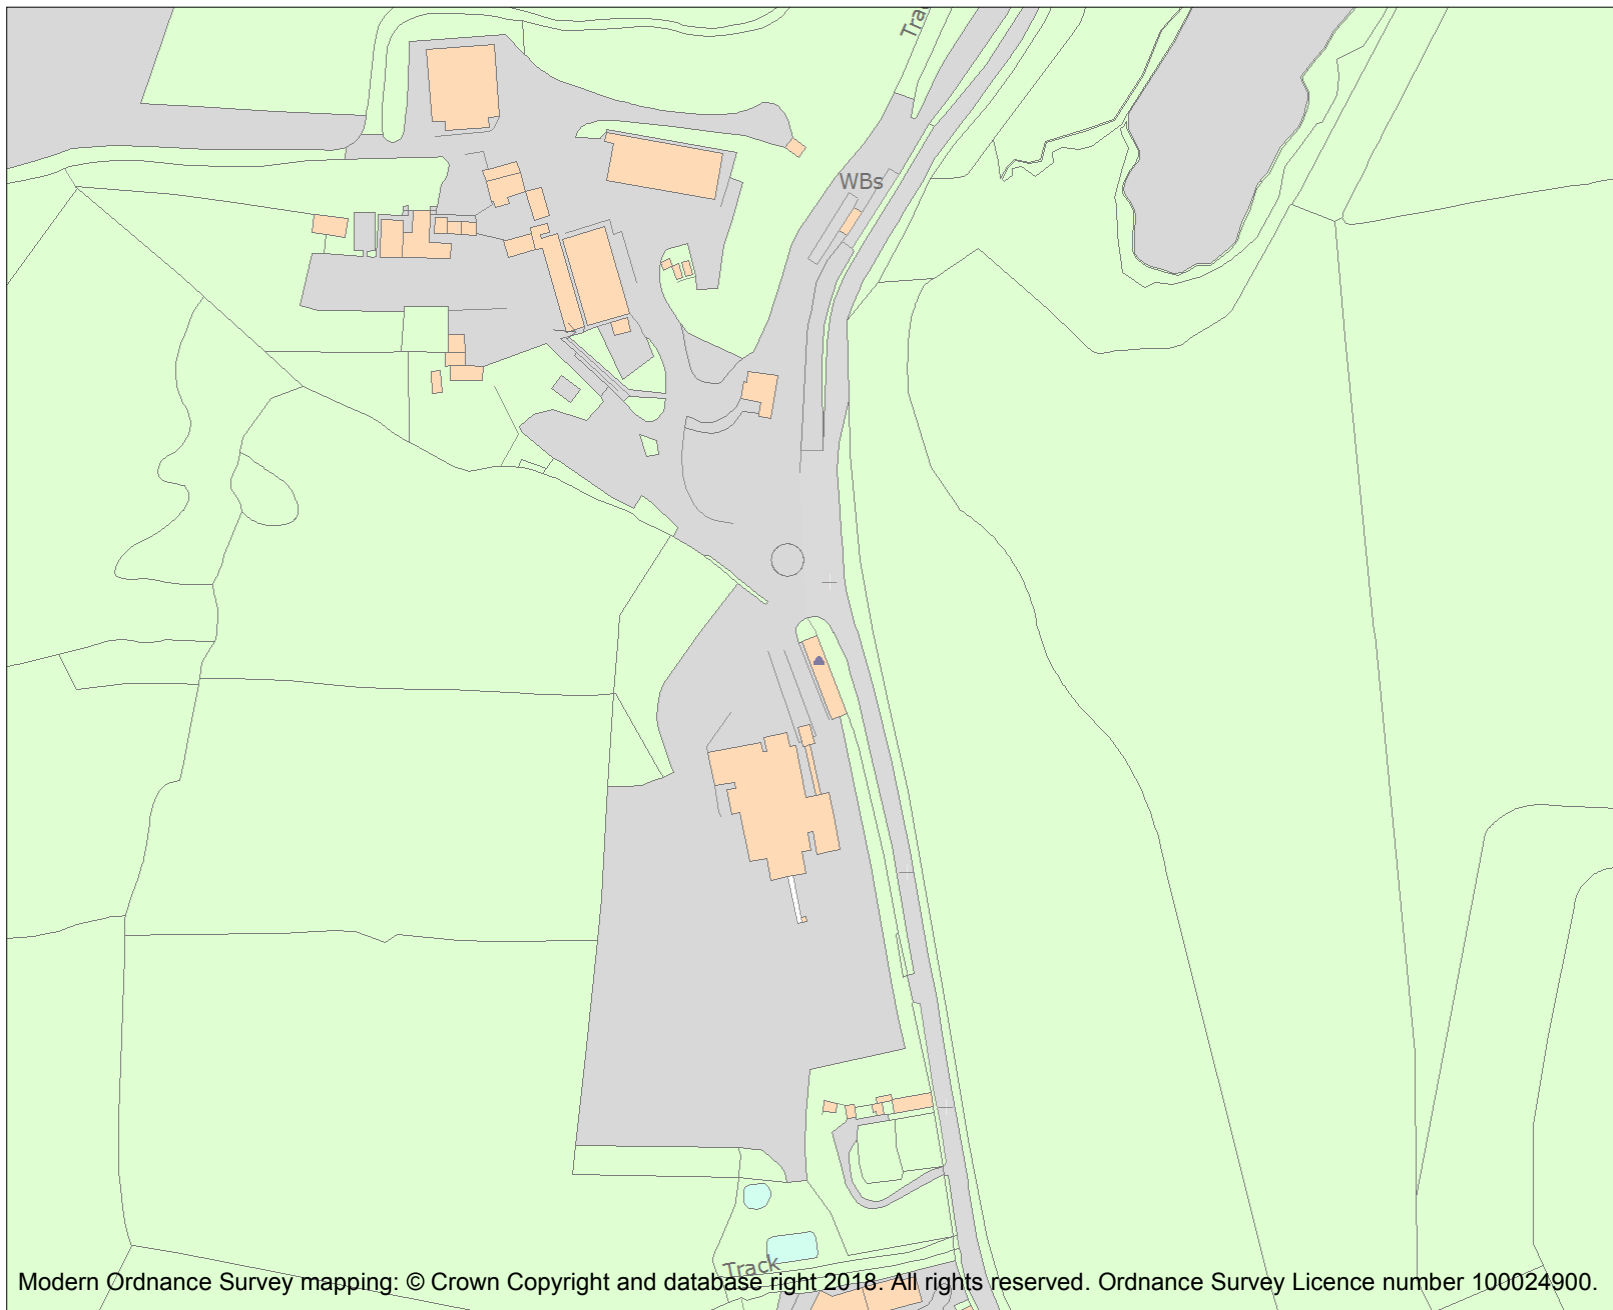 Tra
WBs
Track
Modern Ordnance Survey mapping: © Crown Copyright and database right 2018. All rights reserved. Ordnance Survey Licence number 100024900.